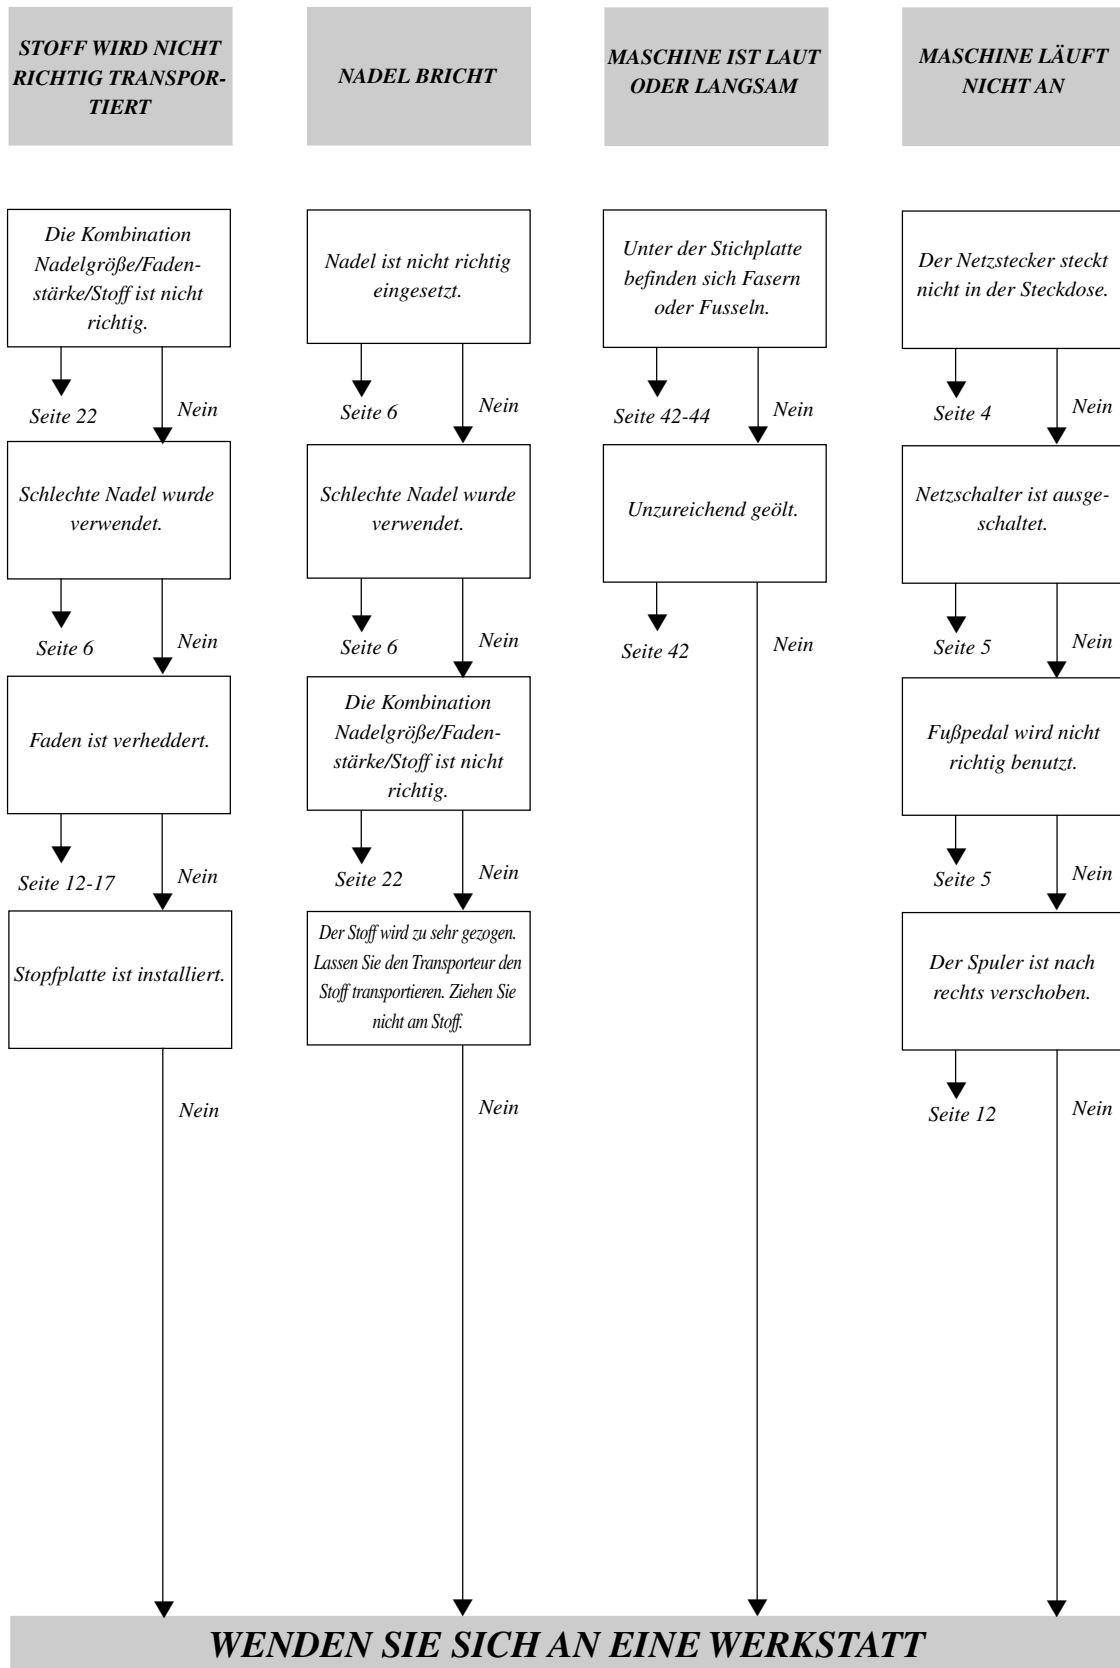 STOFF WIRD NICHT
RICHTIG TRANSPOR-
TIERT
Die Kombination
Nadelgröße/Faden-
stärke/Stoff ist nicht
richtig.
Seite 22
Nein
Schlechte Nadel wurde
verwendet.
Seite 6
Nein
Faden ist verheddert.
Seite 12-17
Nein
Stopfplatte ist installiert.
Nein
NADEL BRICHT
Nadel ist nicht richtig
eingesetzt.
Seite 6
Nein
Schlechte Nadel wurde
verwendet.
Seite 6
Nein
Die Kombination
Nadelgröße/Faden-
stärke/Stoff ist nicht
richtig.
Seite 22
Nein
Der Stoff wird zu sehr gezogen.
Lassen Sie den Transporteur den
Stoff transportieren. Ziehen Sie
nicht am Stoff.
Nein
MASCHINE IST LAUT
ODER LANGSAM
Unter der Stichplatte
befinden sich Fasern
oder Fusseln.
Seite 42-44
Nein
Unzureichend geölt.
Seite 42
Nein
MASCHINE LÄUFT
NICHT AN
Der Netzstecker steckt
nicht in der Steckdose.
Seite 4
Nein
Netzschalter ist ausge-
schaltet.
Seite 5
Nein
Fußpedal wird nicht
richtig benutzt.
Seite 5
Nein
Der Spuler ist nach
rechts verschoben.
Seite 12
Nein
WENDEN SIE SICH AN EINE WERKSTATT